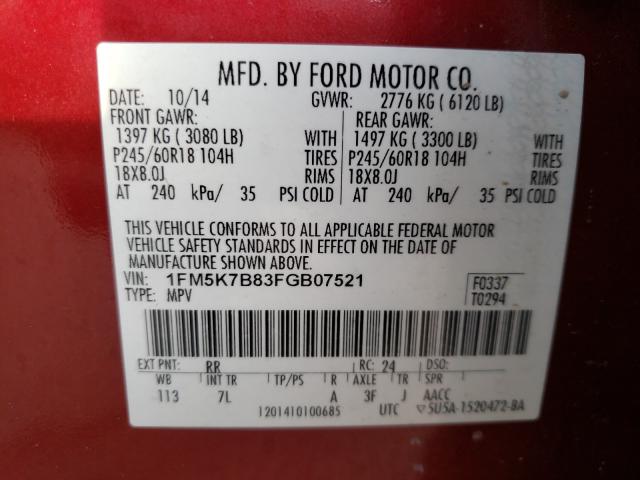 MFD. BY FORD MOTOR CO.
DATE: 10/14 GVWR: 2776 KG ( 6120 LB)
FRONT GAWR: REAR GAWR:
1397 KG ( 3080 LB) WITH 1497 KG ( 3300 LB) WITH
P245/60R18 104H TIRES P245/60R18 104H TIRES
18X8.0J RIMS 18X8.0J RIMS
AT 240 kPa/ 35 PSI COLD AT 240 kPa/ 35 PSI COLD
THIS VEHICLE CONFORMS TO ALL APPLICABLE FEDERAL MOTOR
VEHICLE SAFETY STANDARDS IN EFFECT ON THE DATE OF
MANUFACTURE SHOWN ABOVE.
VIN: 1FM5K7B83FGB07521 F0337
TYPE: MPV T0294
EXT PNT: RR RC: 24 DSO:
WB INT TR TP/PS R AXLE TR SPR
113 7L A 3F J AACC
1201410100685 UTC ▽5U5A-1520472-BA